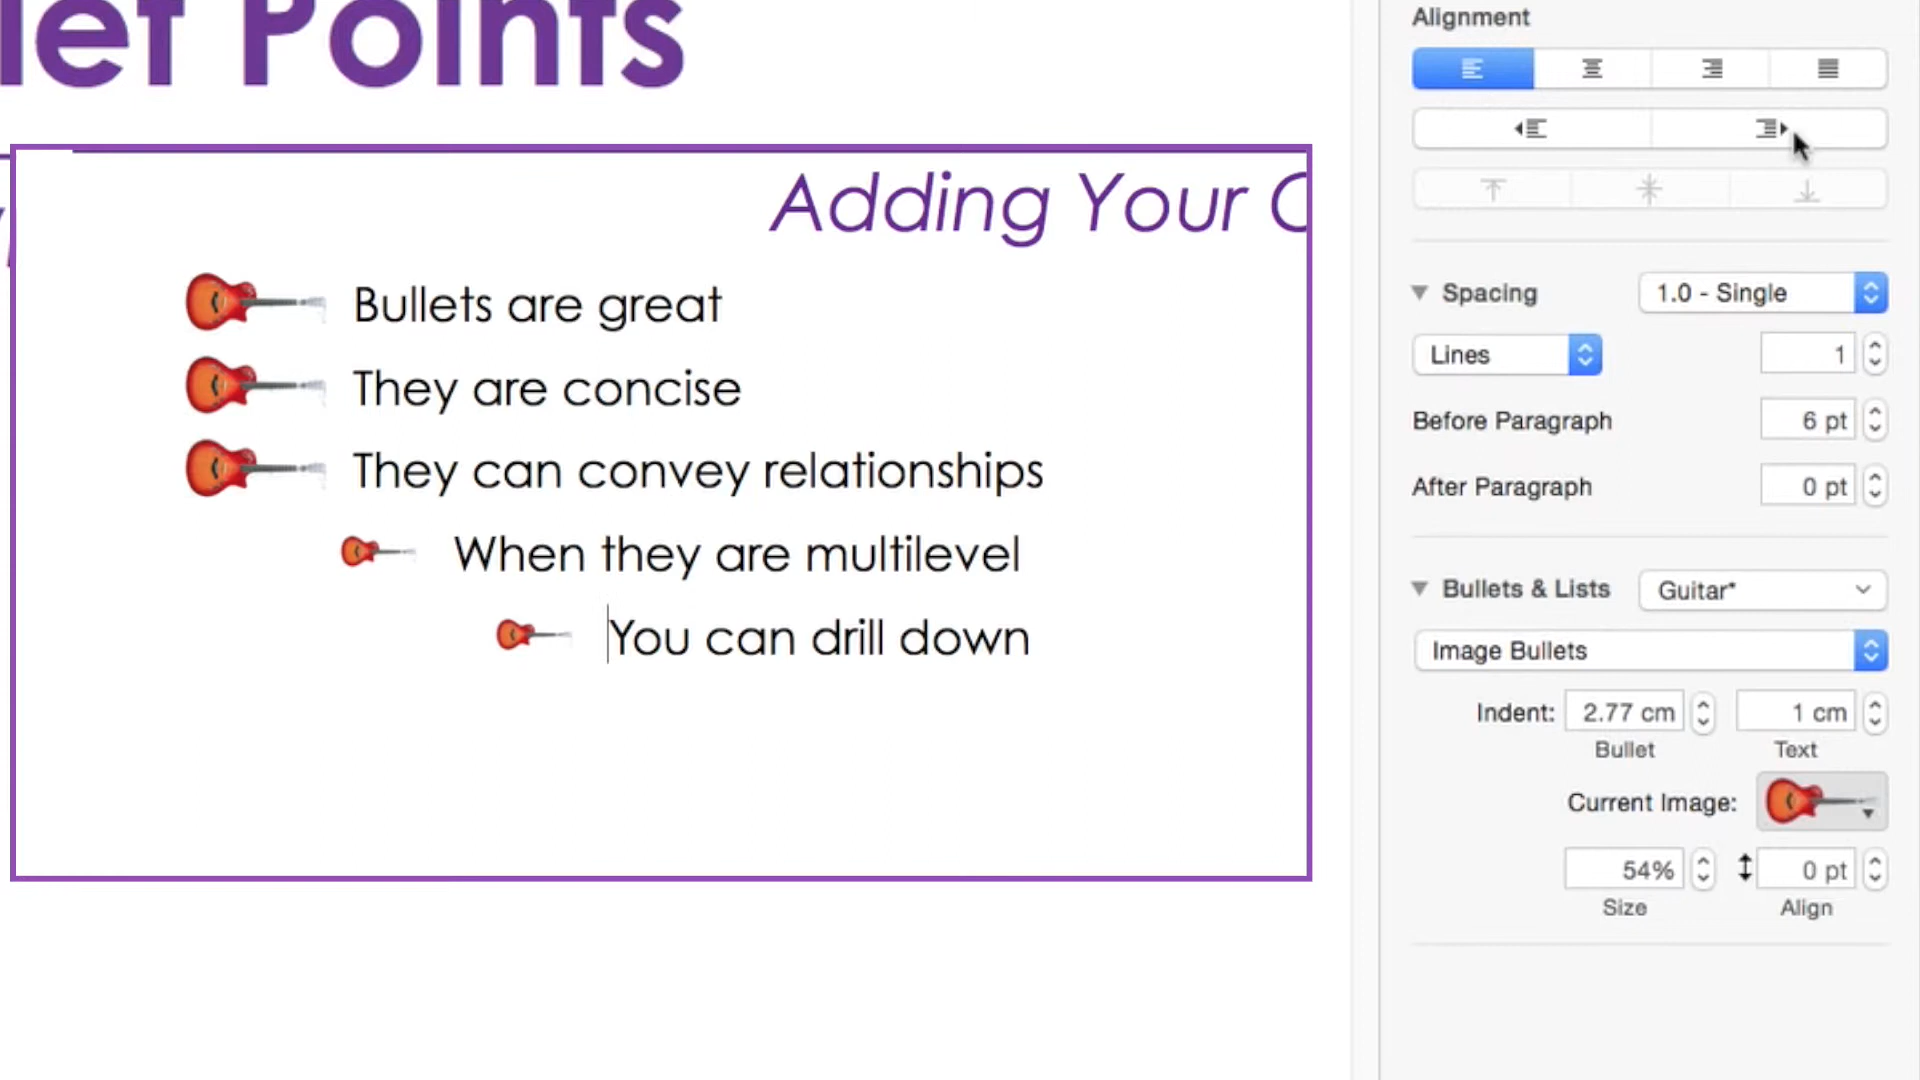 let Points
Adding Your C
Bullets are great
They are concise
They can convey relationships
When they are multilevel
You can drill down
Alignment
Spacing
1.0 - Single
Lines
1
Before Paragraph
6 pt
After Paragraph
0 pt
Bullets & Lists
Guitar*
Image Bullets
Indent:
2.77 cm
1 cm
Bullet
Text
Current Image:
54%
0 pt
Size
Align